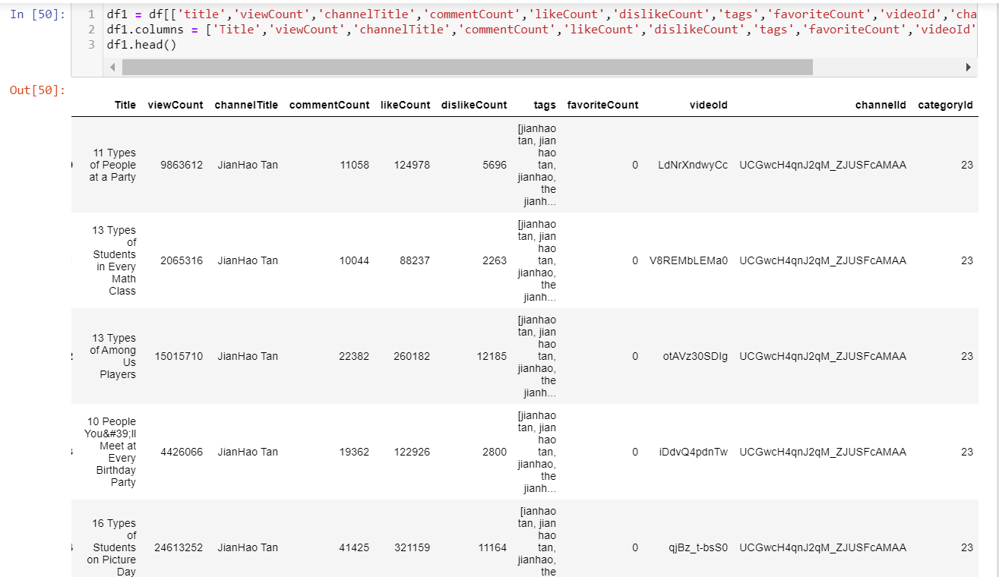 In [50]:
1 df1 = df[['title','viewCount','channelTitle','commentCount','likeCount','dislikeCount','tags','favoriteCount','videoId','cha
2 df1.columns = ['Title','viewCount','channelTitle','commentCount','likeCount','dislikeCount','tags','favoriteCount','videoId'
3 df1.head()
Out[50]:
Title viewCount channelTitle commentCount likeCount dislikeCount tags favoriteCount videoId channelId categoryId
11 Types
of People
at a Party
9863612 JianHao Tan 11058 124978 5696
[jianhao
tan, jian
hao
tan,
jianhao,
the
jianh...
0 LdNrXndwyCc UCGwcH4qnJ2qM_ZJUSFcAMAA 23
13 Types
of
Students
in Every
Math
Class
2065316 JianHao Tan 10044 88237 2263
[jianhao
tan, jian
hao
tan,
jianhao,
the
jianh...
0 V8REMbLEMa0 UCGwcH4qnJ2qM_ZJUSFcAMAA 23
13 Types
of Among
Us
Players
15015710 JianHao Tan 22382 260182 12185
[jianhao
tan, jian
hao
tan,
jianhao,
the
jianh...
0 otAVz30SDIg UCGwcH4qnJ2qM_ZJUSFcAMAA 23
10 People
You&#39;ll
Meet at
Every
Birthday
Party
4426066 JianHao Tan 19362 122926 2800
[jianhao
tan, jian
hao
tan,
jianhao,
the
jianh...
0 iDdvQ4pdnTw UCGwcH4qnJ2qM_ZJUSFcAMAA 23
16 Types
of
Students
on Picture
Day
24613252 JianHao Tan 41425 321159 11164
[ianhao
tan, jian
hao
tan,
jianhao,
the
0 qjBz_t-bsS0 UCGwcH4qnJ2qM_ZJUSFcAMAA 23